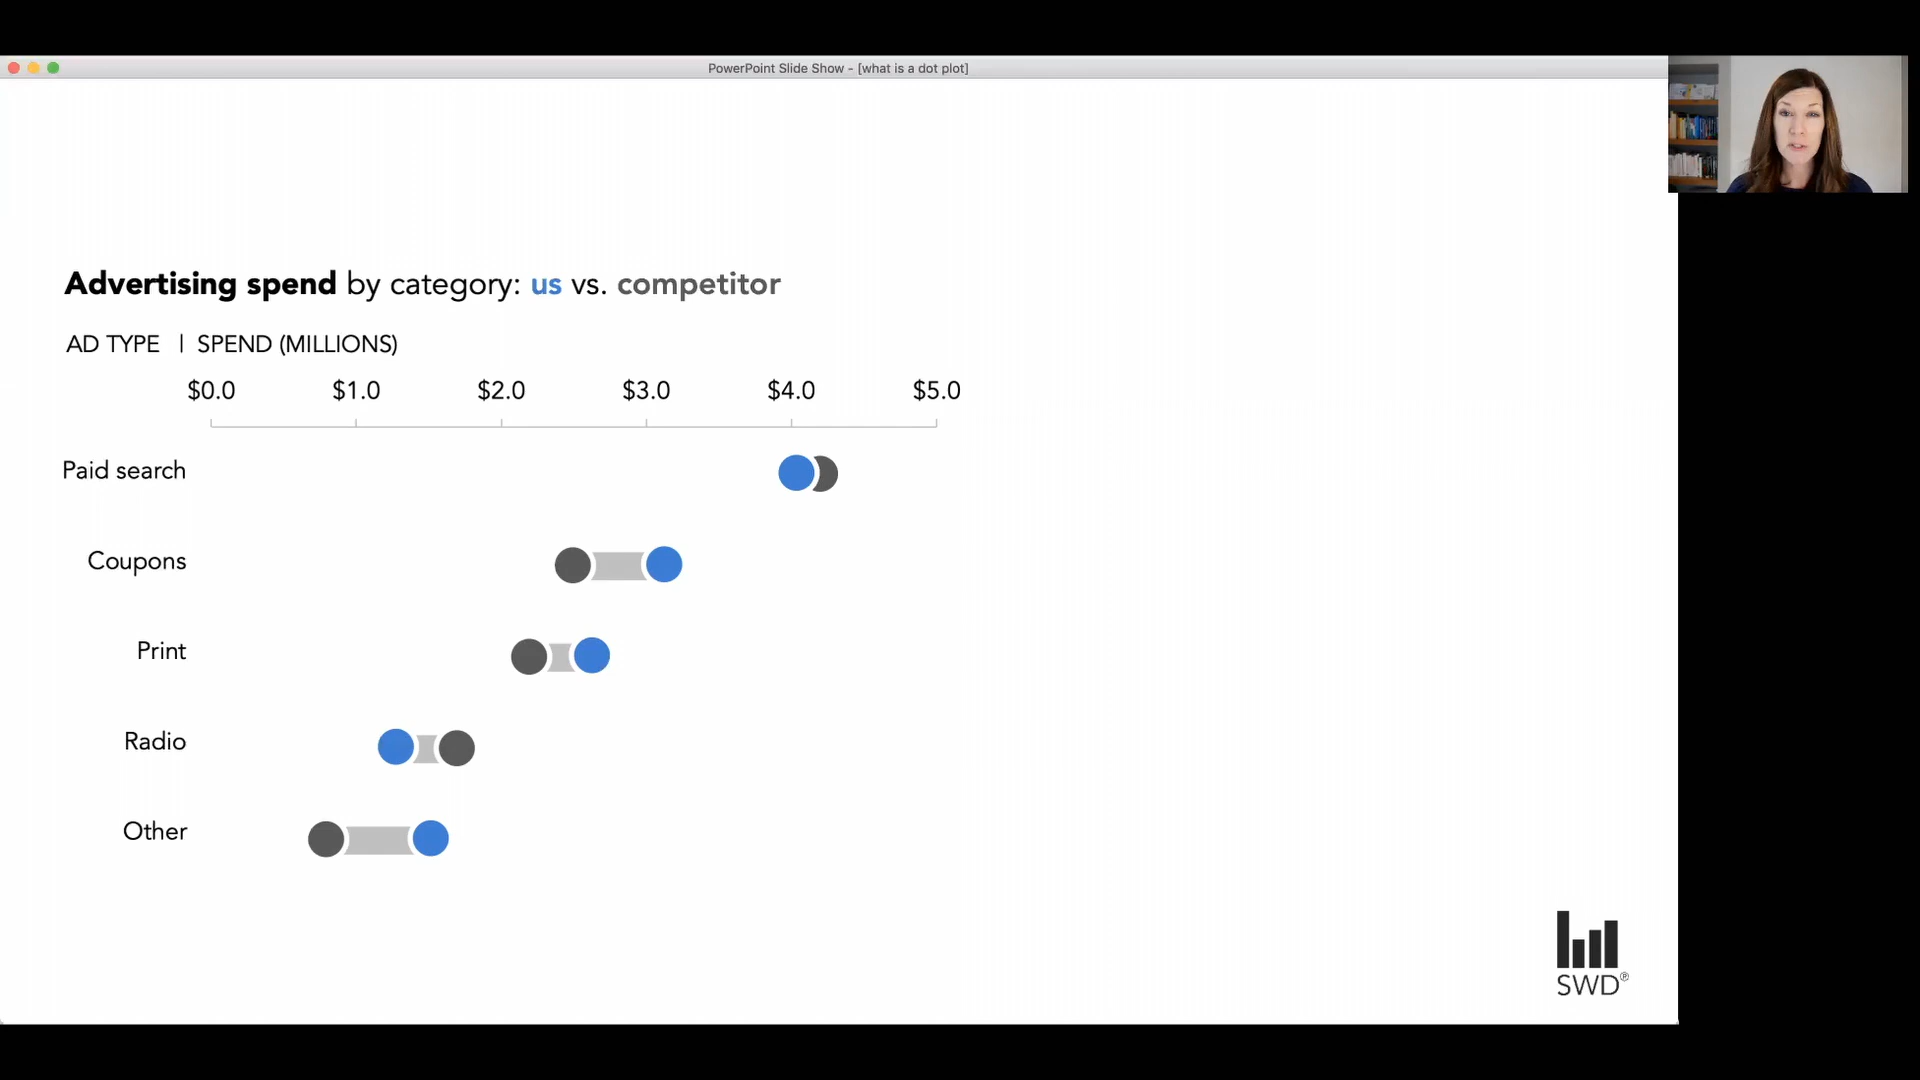 PowerPoint Slide Show - [what is a dot plot]
Advertising spend by category: us vs. competitor
AD TYPE | SPEND (MILLIONS)
$0.0 $1.0 $2.0 $3.0 $4.0 $5.0
Paid search
Coupons
Print
Radio
Other
SWD®